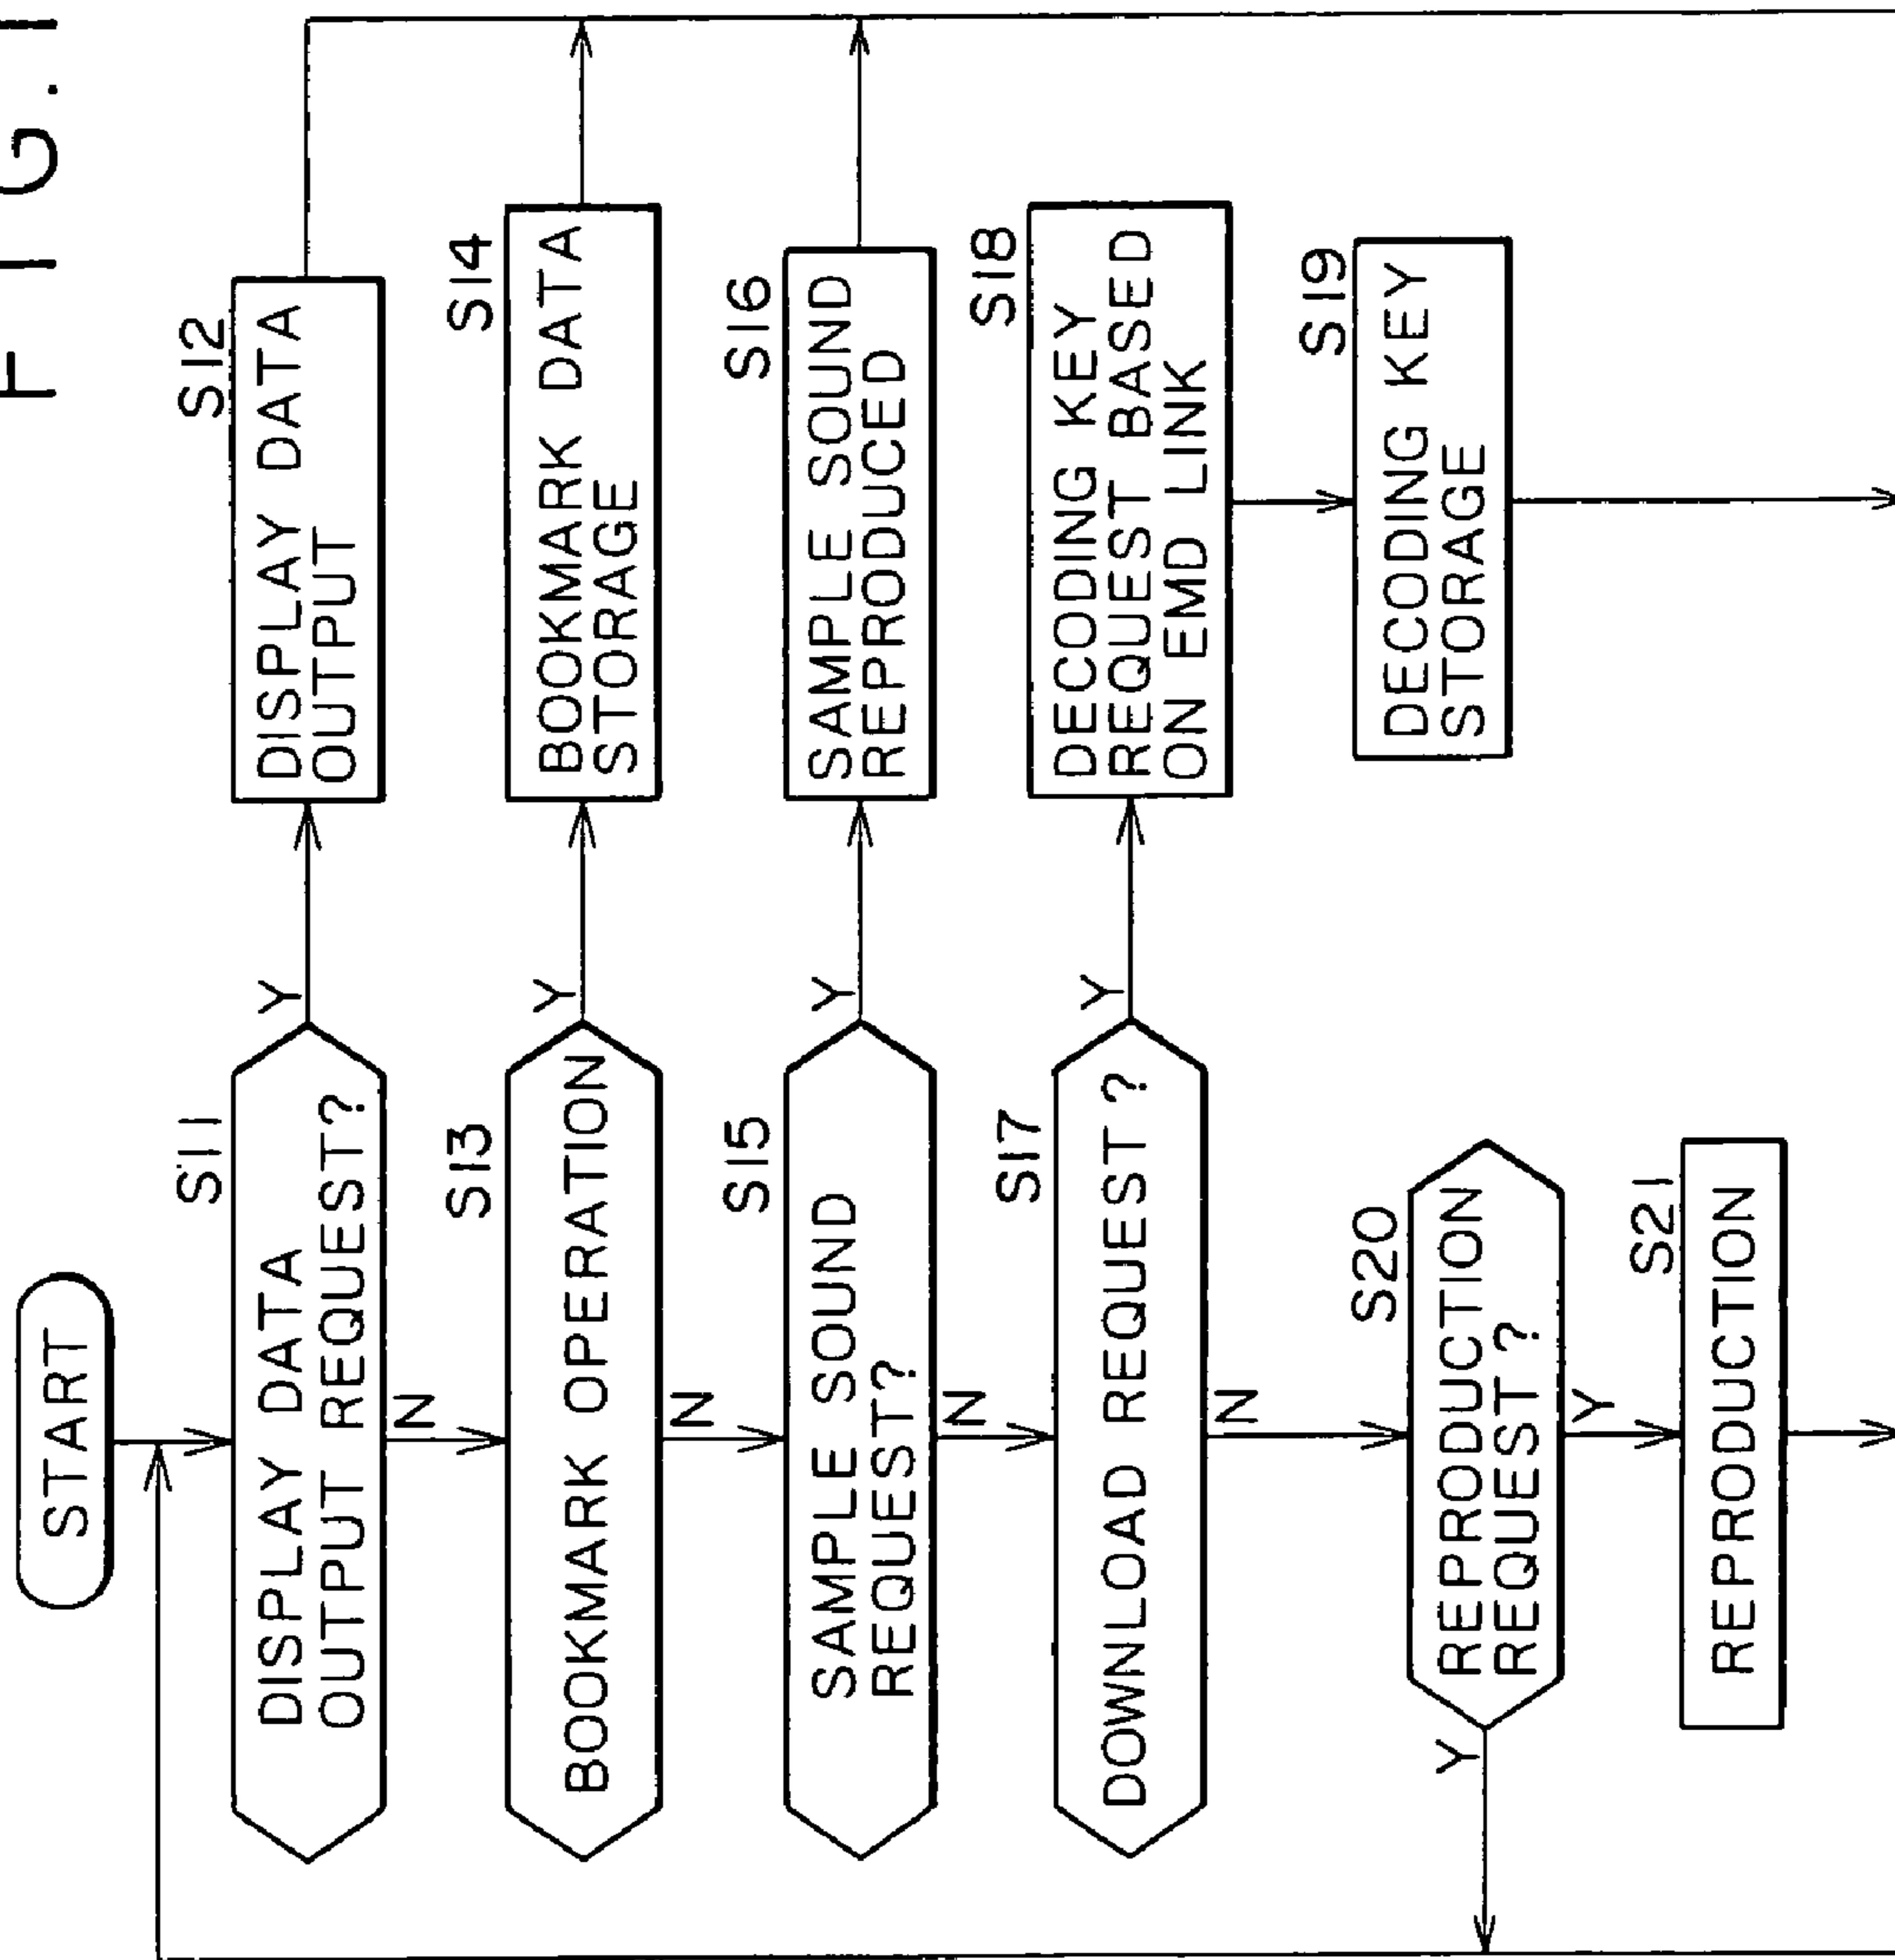 FIG. 1
START
S11
DISPLAY DATA
OUTPUT REQUEST?
Y
N
S12
DISPLAY DATA
OUTPUT
S13
BOOKMARK OPERATION
Y
N
S14
BOOKMARK DATA
STORAGE
S15
SAMPLE SOUND
REQUEST?
Y
N
S16
SAMPLE SOUND
REPRODUCED
S17
DOWNLOAD REQUEST?
Y
N
S18
DECODING KEY
REQUEST BASED
ON EMD LINK
S19
DECODING KEY
STORAGE
S20
REPRODUCTION
REQUEST?
Y
Y
S21
REPRODUCTION